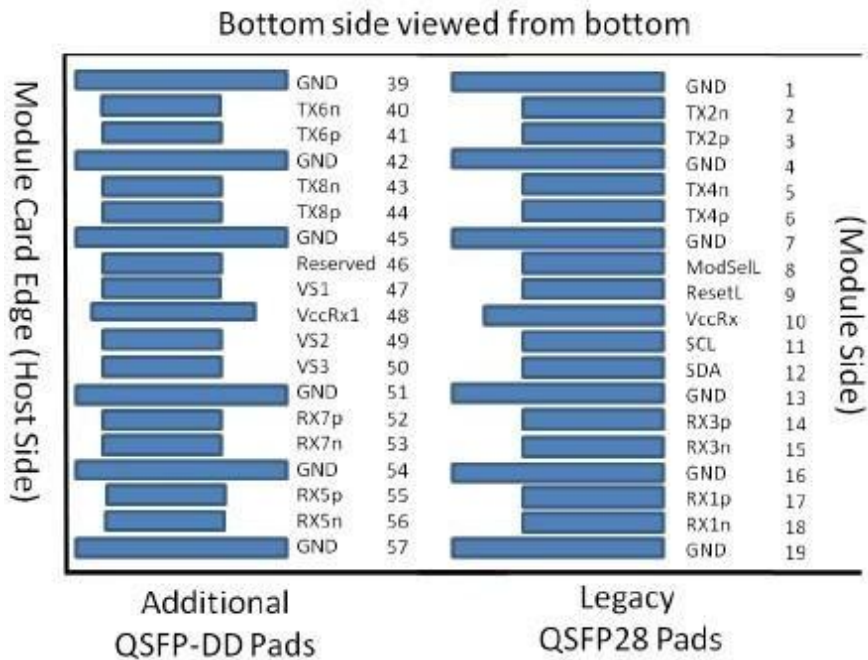 Bottom side viewed from bottom
Module Card Edge (Host Side)
GND 39
TX6n 40
TX6p 41
GND 42
TX8n 43
TX8p 44
GND 45
Reserved 46
VS1 47
VccRx1 48
VS2 49
VS3 50
GND 51
RX7p 52
RX7n 53
GND 54
RX5p 55
RX5n 56
GND 57
GND 1
TX2n 2
TX2p 3
GND 4
TX4n 5
TX4p 6
GND 7
ModSelL 8
ResetL 9
VccRx 10
SCL 11
SDA 12
GND 13
RX3p 14
RX3n 15
GND 16
RX1p 17
RX1n 18
GND 19
(Module Side)
Additional
QSFP-DD Pads
Legacy
QSFP28 Pads